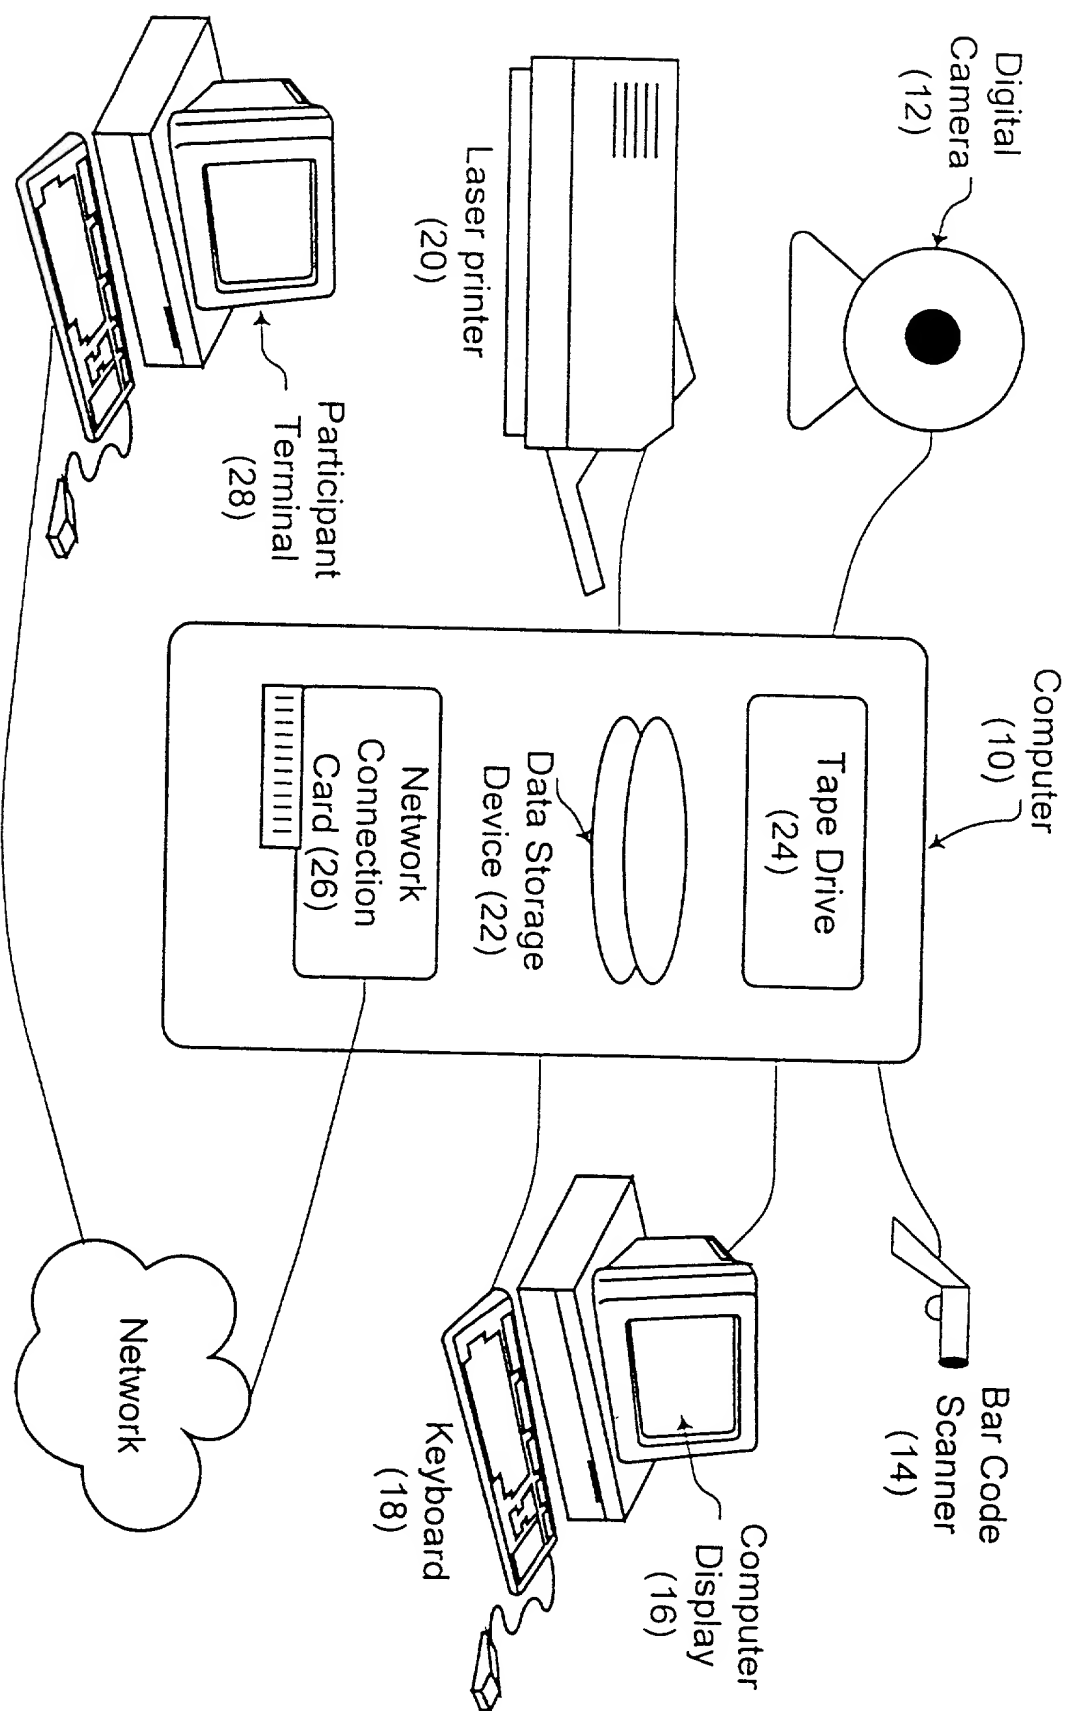 Digital
Camera
(12)
Computer
(10)
Bar Code
Scanner
(14)
Laser printer
(20)
Tape Drive
(24)
Data Storage
Device (22)
Computer
Display
(16)
Participant
Terminal
(28)
Network
Connection
Card (26)
Keyboard
(18)
Network